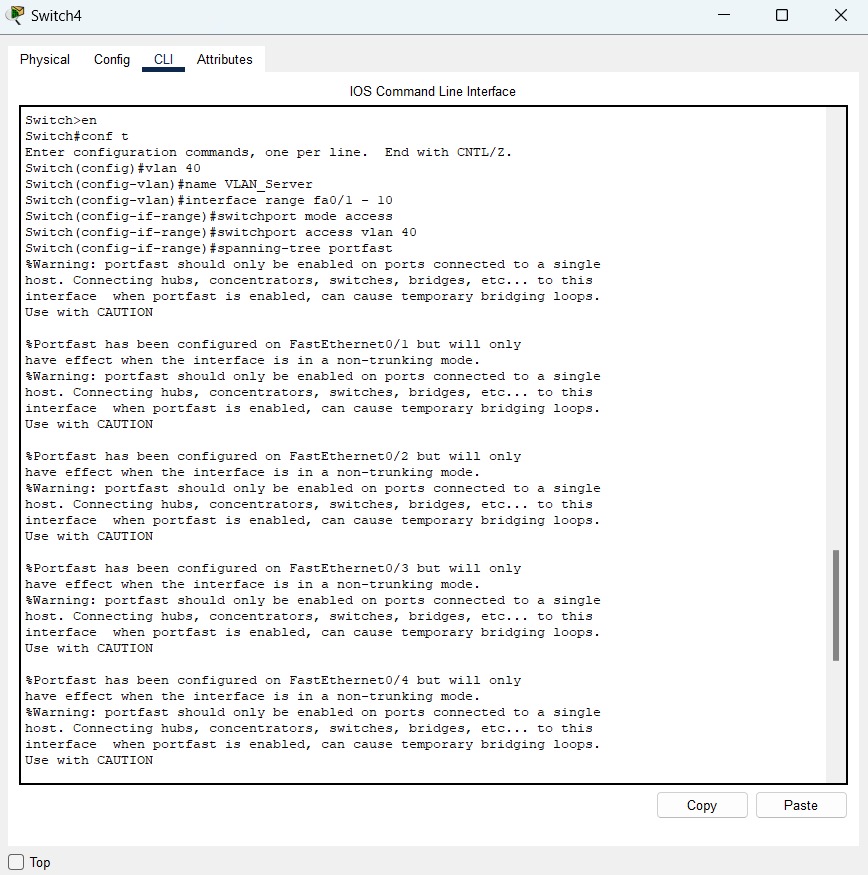 Switch4
Physical Config CLI Attributes
IOS Command Line Interface
Switch>en
Switch#conf t
Enter configuration commands, one per line.  End with CNTL/Z.
Switch(config)#vlan 40
Switch(config-vlan)#name VLAN_Server
Switch(config-vlan)#interface range fa0/1 - 10
Switch(config-if-range)#switchport mode access
Switch(config-if-range)#switchport access vlan 40
Switch(config-if-range)#spanning-tree portfast
%Warning: portfast should only be enabled on ports connected to a single
host. Connecting hubs, concentrators, switches, bridges, etc... to this
interface  when portfast is enabled, can cause temporary bridging loops.
Use with CAUTION
%Portfast has been configured on FastEthernet0/1 but will only
have effect when the interface is in a non-trunking mode.
%Warning: portfast should only be enabled on ports connected to a single
host. Connecting hubs, concentrators, switches, bridges, etc... to this
interface  when portfast is enabled, can cause temporary bridging loops.
Use with CAUTION
%Portfast has been configured on FastEthernet0/2 but will only
have effect when the interface is in a non-trunking mode.
%Warning: portfast should only be enabled on ports connected to a single
host. Connecting hubs, concentrators, switches, bridges, etc... to this
interface  when portfast is enabled, can cause temporary bridging loops.
Use with CAUTION
%Portfast has been configured on FastEthernet0/3 but will only
have effect when the interface is in a non-trunking mode.
%Warning: portfast should only be enabled on ports connected to a single
host. Connecting hubs, concentrators, switches, bridges, etc... to this
interface  when portfast is enabled, can cause temporary bridging loops.
Use with CAUTION
%Portfast has been configured on FastEthernet0/4 but will only
have effect when the interface is in a non-trunking mode.
%Warning: portfast should only be enabled on ports connected to a single
host. Connecting hubs, concentrators, switches, bridges, etc... to this
interface  when portfast is enabled, can cause temporary bridging loops.
Use with CAUTION
Copy Paste
Top